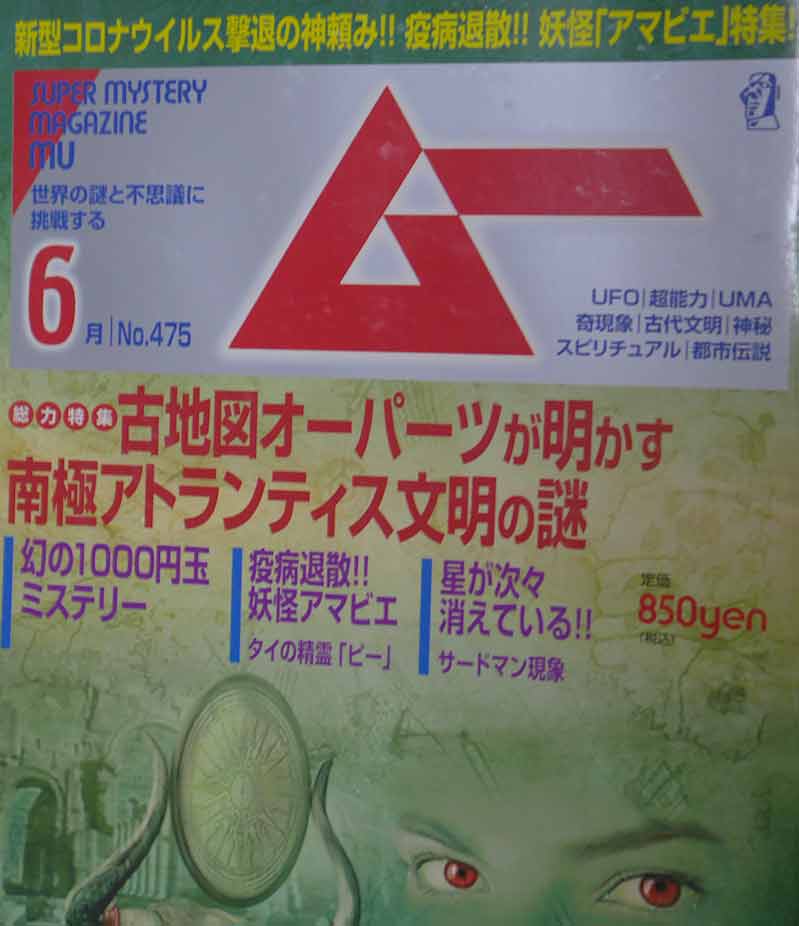 新型コロナウイルス撃退の神頼み!! 疫病退散!! 妖怪「アマビエ」特集!
SUPER MYSTERY
MAGAZINE
MU
世界の謎と不思議に
挑戦する
6月 | No.475
ムー
UFO | 超能力 | UMA
奇現象 | 古代文明 | 神秘
スピリチュアル | 都市伝説
総力特集 古地図オーパーツが明かす
南極アトランティス文明の謎
幻の1000円玉
ミステリー
疫病退散!!
妖怪アマビエ
タイの精霊「ピー」
星が次々
消えている!!
サードマン現象
定価
850yen
(税込)